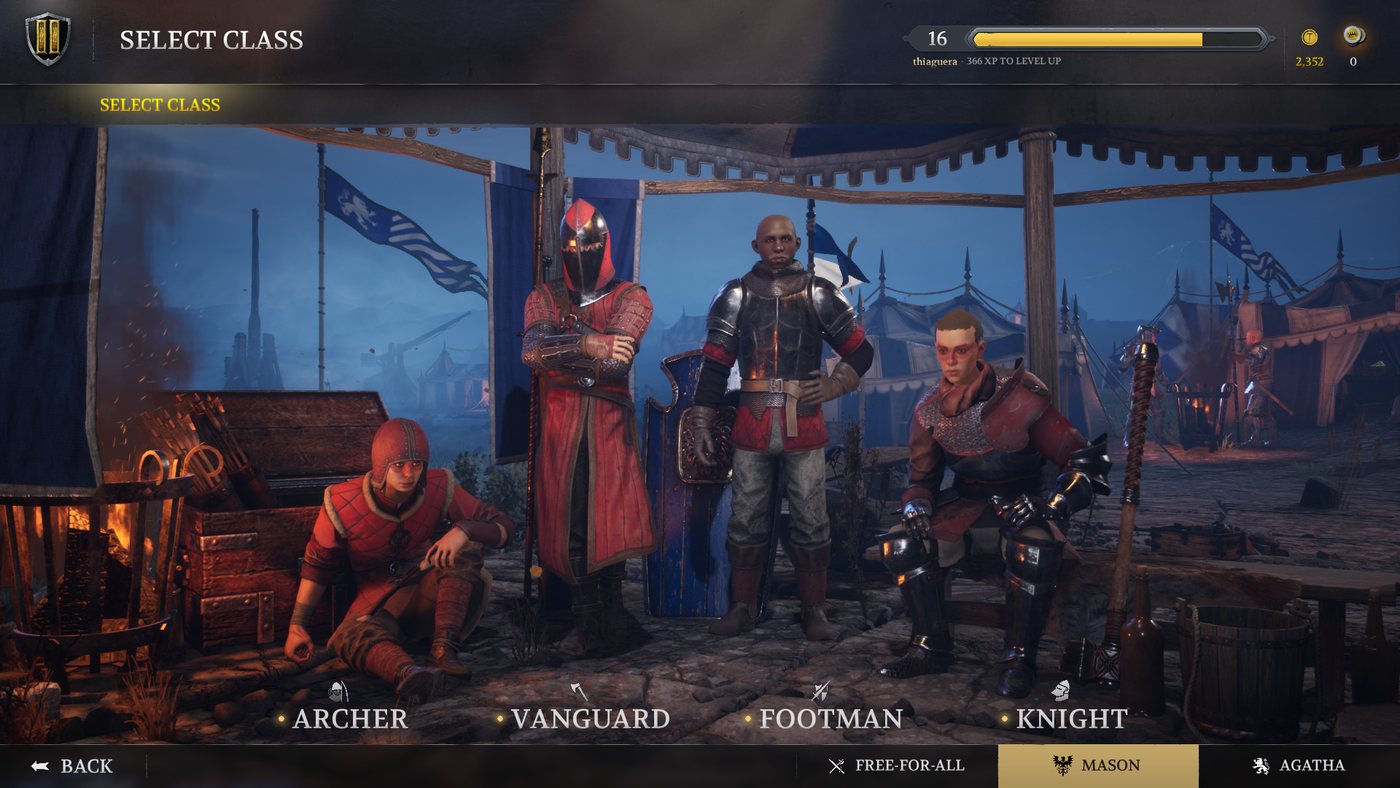 SELECT CLASS
16
thiaguera · 366 XP TO LEVEL UP
2,352
0
SELECT CLASS
ARCHER
VANGUARD
FOOTMAN
KNIGHT
BACK
FREE-FOR-ALL
MASON
AGATHA